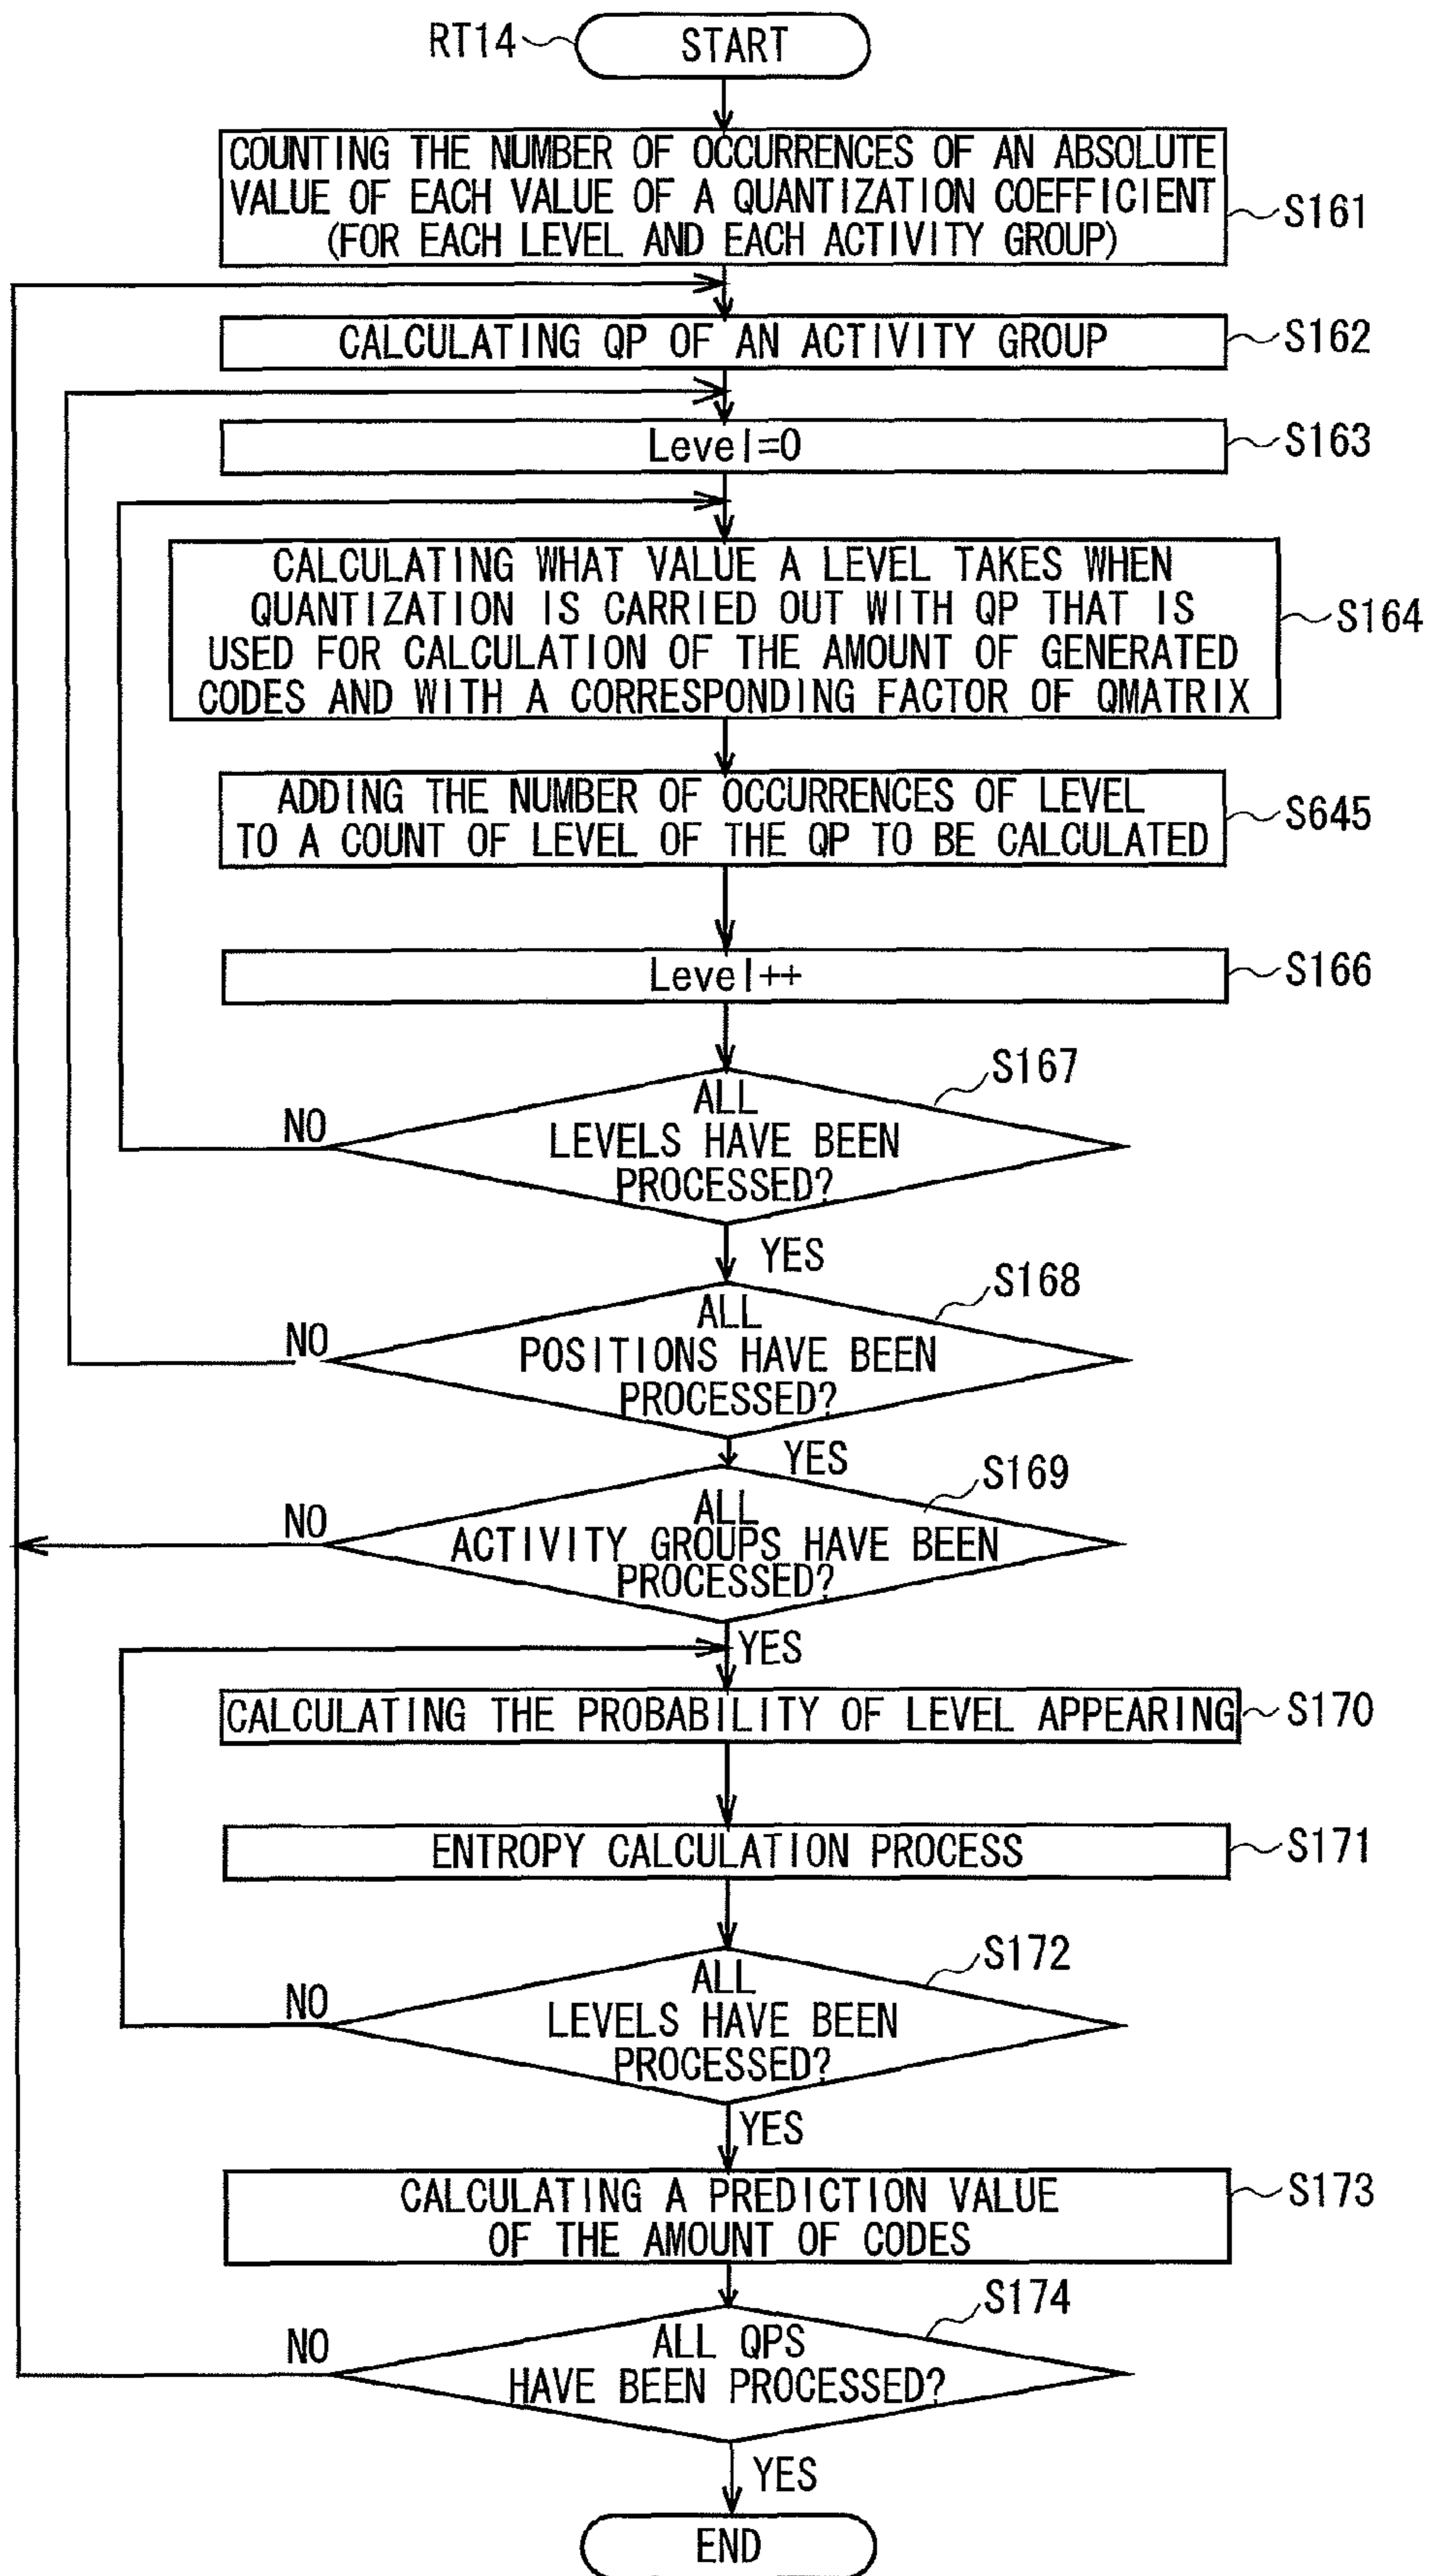 RT14
START
COUNTING THE NUMBER OF OCCURRENCES OF AN ABSOLUTE
VALUE OF EACH VALUE OF A QUANTIZATION COEFFICIENT
(FOR EACH LEVEL AND EACH ACTIVITY GROUP)
S161
CALCULATING QP OF AN ACTIVITY GROUP
S162
Level=0
S163
CALCULATING WHAT VALUE A LEVEL TAKES WHEN
QUANTIZATION IS CARRIED OUT WITH QP THAT IS
USED FOR CALCULATION OF THE AMOUNT OF GENERATED
CODES AND WITH A CORRESPONDING FACTOR OF QMATRIX
S164
ADDING THE NUMBER OF OCCURRENCES OF LEVEL
TO A COUNT OF LEVEL OF THE QP TO BE CALCULATED
S645
Level++
S166
S167
ALL
LEVELS HAVE BEEN
PROCESSED?
NO
YES
S168
ALL
POSITIONS HAVE BEEN
PROCESSED?
NO
YES
S169
ALL
ACTIVITY GROUPS HAVE BEEN
PROCESSED?
NO
YES
CALCULATING THE PROBABILITY OF LEVEL APPEARING
S170
ENTROPY CALCULATION PROCESS
S171
S172
ALL
LEVELS HAVE BEEN
PROCESSED?
NO
YES
CALCULATING A PREDICTION VALUE
OF THE AMOUNT OF CODES
S173
S174
ALL QPS
HAVE BEEN PROCESSED?
NO
YES
END